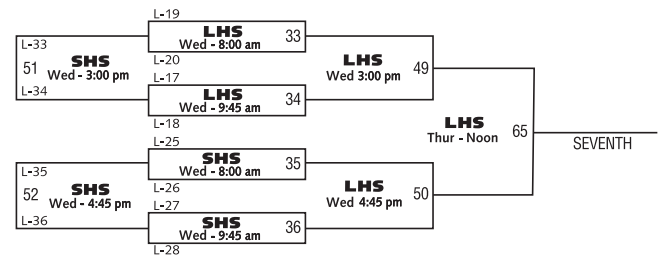 L-19
LHS 33
Wed - 8:00 am
L-20
L-33
51 SHS
Wed - 3:00 pm
L-34
L-17
LHS 34
Wed - 9:45 am
L-18
LHS 49
Wed 3:00 pm
LHS 65
Thur - Noon
SEVENTH
L-25
SHS 35
Wed - 8:00 am
L-26
L-35
52 SHS
Wed - 4:45 pm
L-36
L-27
SHS 36
Wed - 9:45 am
L-28
LHS 50
Wed 4:45 pm